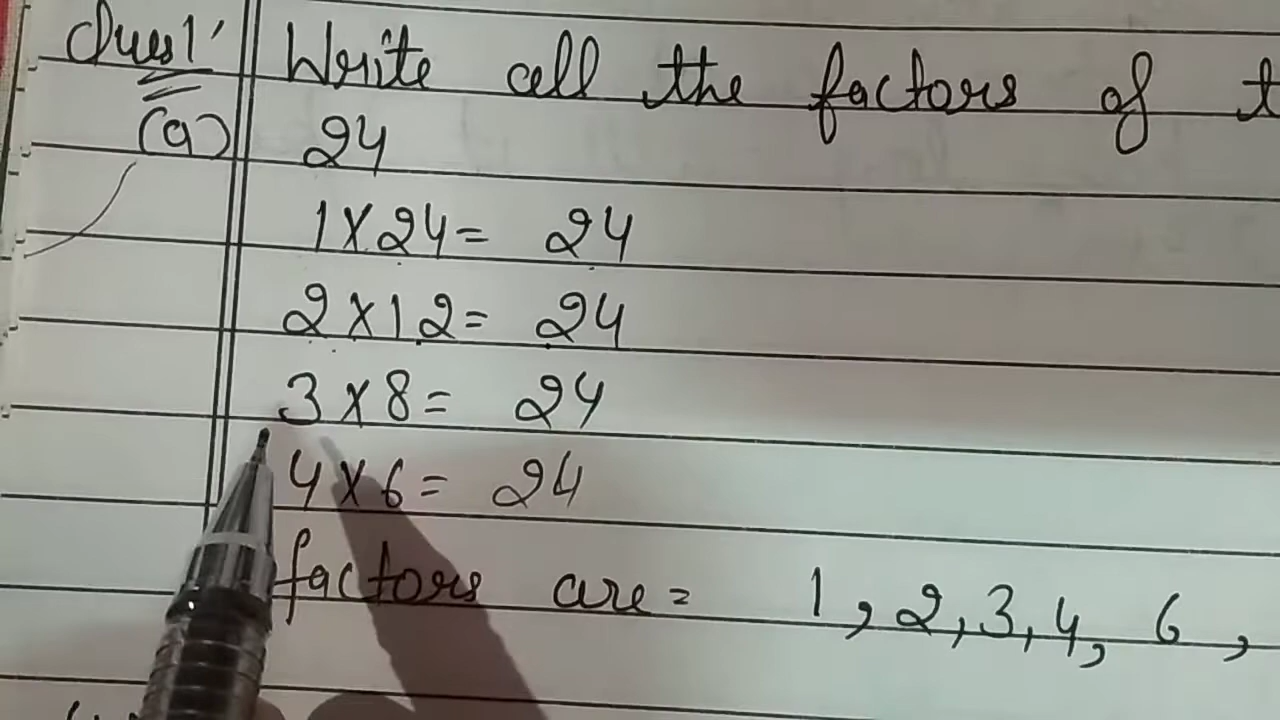 Ques1' Write all the factors of t
(a) 24
1 X 24 = 24
2 X 12 = 24
3 X 8 = 24
4 X 6 = 24
factors are = 1, 2, 3, 4, 6,